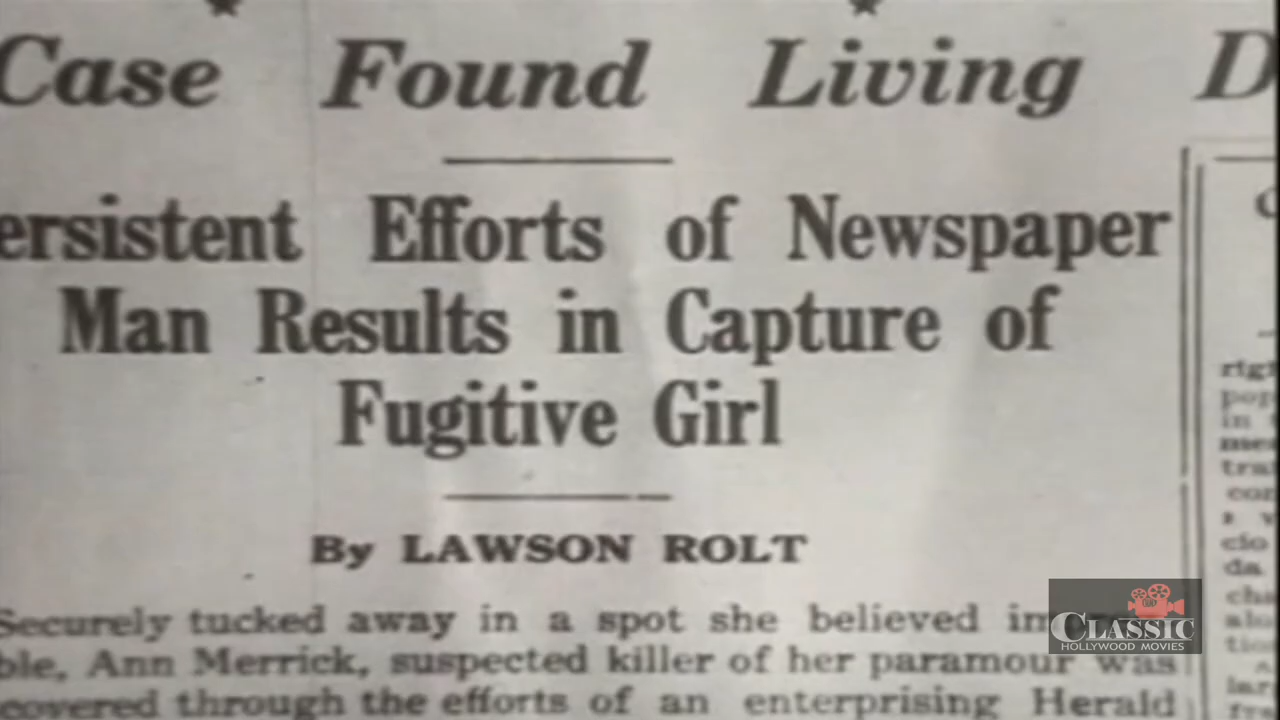 Case Found Living D
ersistent Efforts of Newspaper
Man Results in Capture of
Fugitive Girl
By LAWSON ROLT
Securely tucked away in a spot she believed im
ble, Ann Merrick, suspected killer of her paramour was
covered through the efforts of an enterprising Herald
CLASSIC
HOLLYWOOD MOVIES